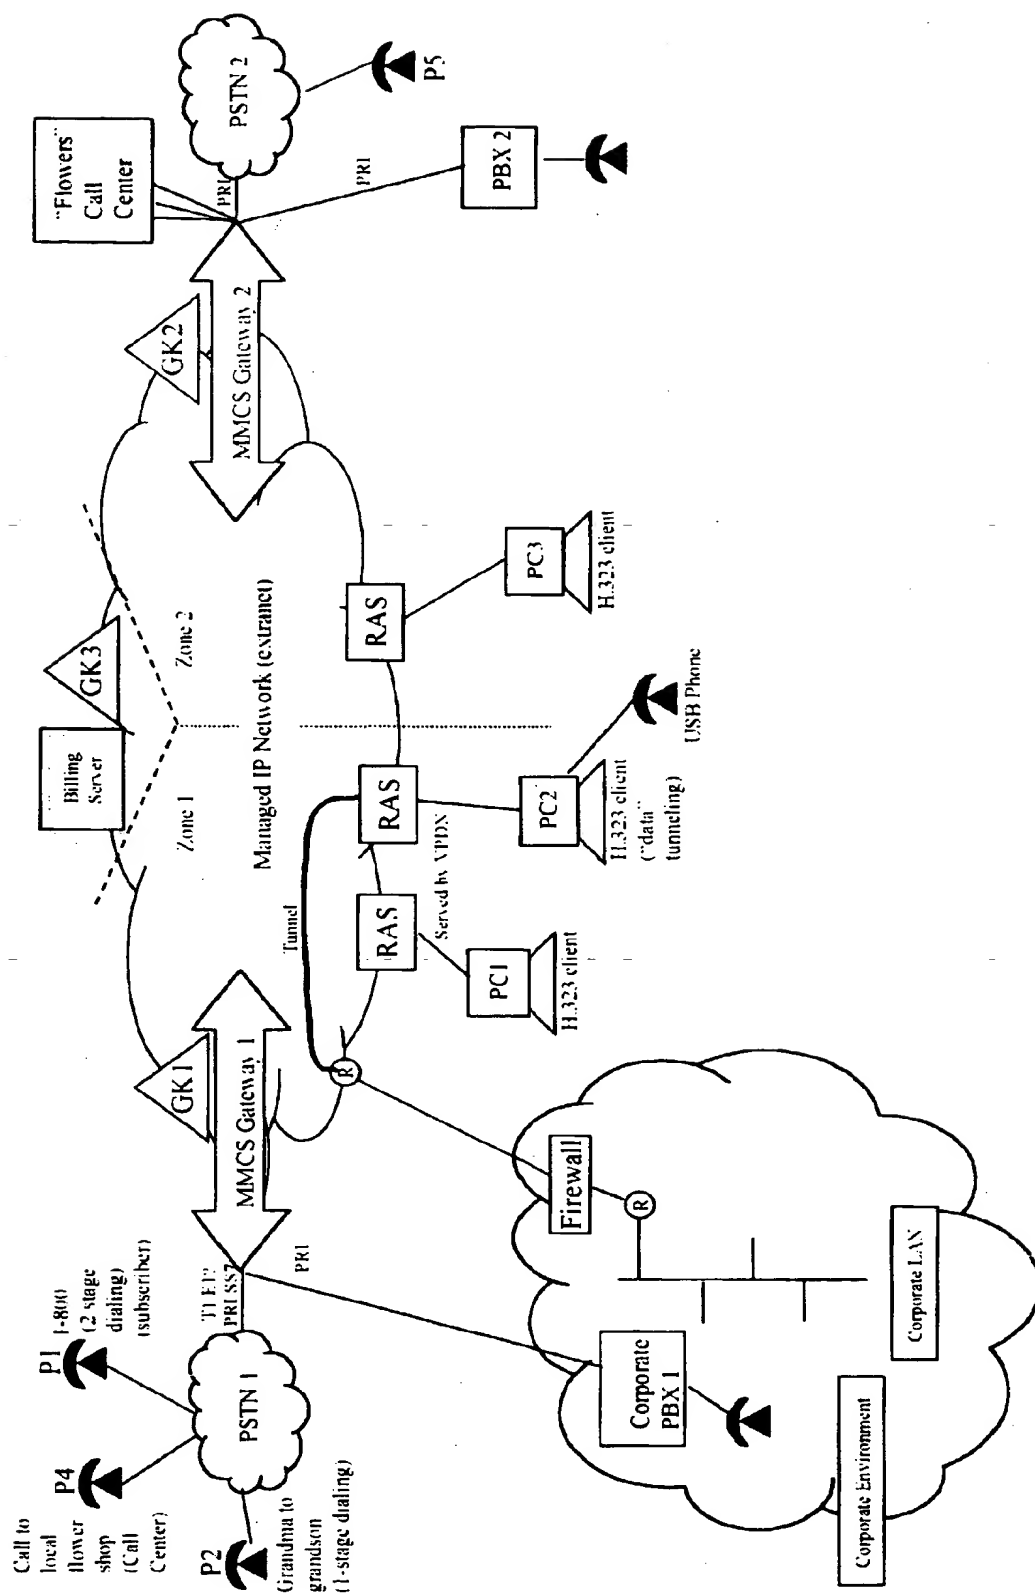 Call to
local
flower
shop
(Call
Center)
P4
P1
1-800
(2 stage
dialing)
(subscriber)
P2
Grandma to
grandson
(1-stage dialing)
PSTN 1
PRI SS7
PRI
GK1
MMCS Gateway 1
Billing
Server
GK3
Zone 1
Zone 2
Managed IP Network (extranet)
GK2
MMCS Gateway 2
"Flowers"
Call
Center
PRI
PSTN 2
P5
PRI
PBX 2
Tunnel
R
RAS
RAS
RAS
Served by VPDN
PC1
H.323 client
PC2
H.323 client
("data"
tunneling)
USB Phone
PC3
H.323 client
Firewall
R
Corporate
PBX 1
Corporate LAN
Corporate Environment